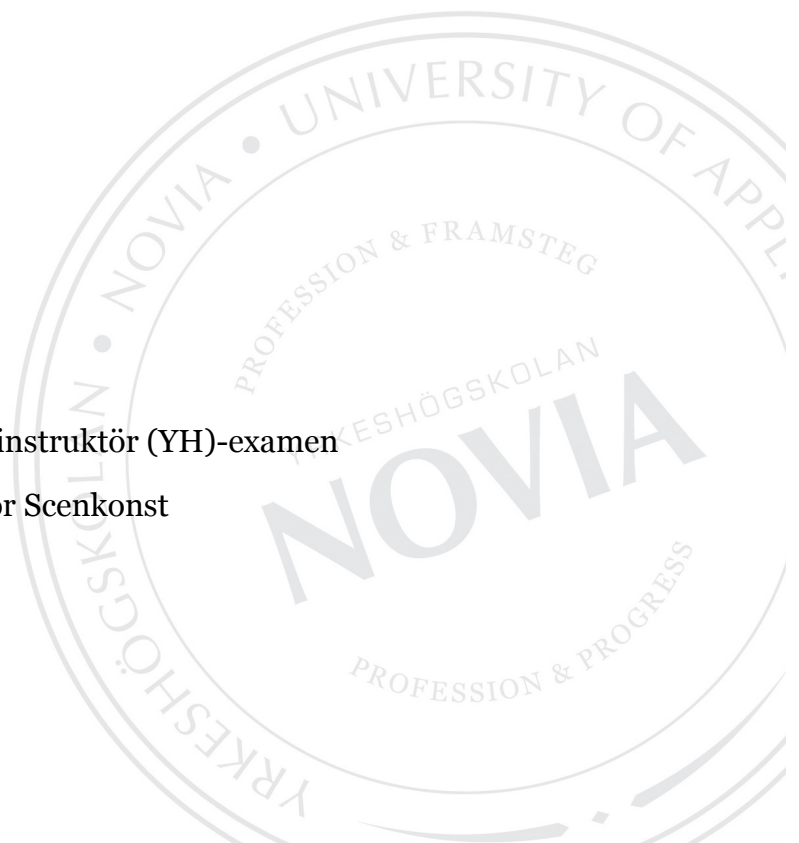 YRKESHÖGSKOLAN • NOVIA • UNIVERSITY OF
PROFESSION & FRAMSTEG
YRKESHÖGSKOLAN
NOVIA
PROFESSION & PROGRESS
instruktör (YH)-examen
Scenkonst